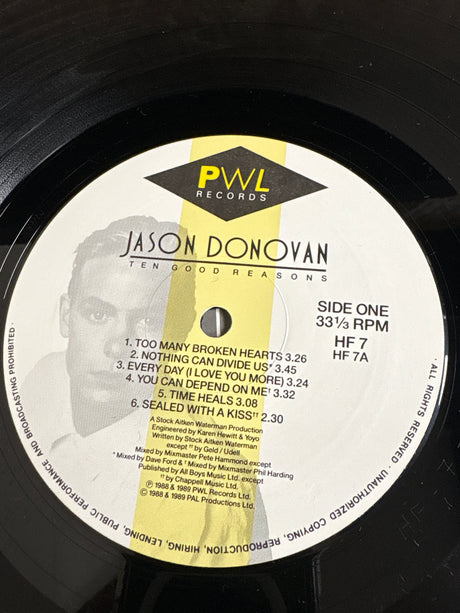 PWL
RECORDS
JASON DONOVAN
TEN GOOD REASONS
SIDE ONE
33⅓ RPM
HF 7
HF 7A
1. TOO MANY BROKEN HEARTS 3.26
2. NOTHING CAN DIVIDE US* 3.45
3. EVERY DAY (I LOVE YOU MORE) 3.24
4. YOU CAN DEPEND ON ME† 3.32
5. TIME HEALS 3.08
6. SEALED WITH A KISS†† 2.30
A Stock Aitken Waterman Production
Engineered by Karen Hewitt & Yoyo
Written by Stock Aitken Waterman
except †† by Geld / Udell
Mixed by Mixmaster Pete Hammond except
* Mixed by Dave Ford & † Mixed by Mixmaster Phil Harding
Published by All Boys Music Ltd. except
†† by Chappell Music Ltd.
℗ 1988 & 1989 PWL Records Ltd.
© 1988 & 1989 PAL Productions Ltd.
· ALL RIGHTS RESERVED · UNAUTHORIZED COPYING, REPRODUCTION, HIRING, LENDING, PUBLIC PERFORMANCE AND BROADCASTING PROHIBITED ·